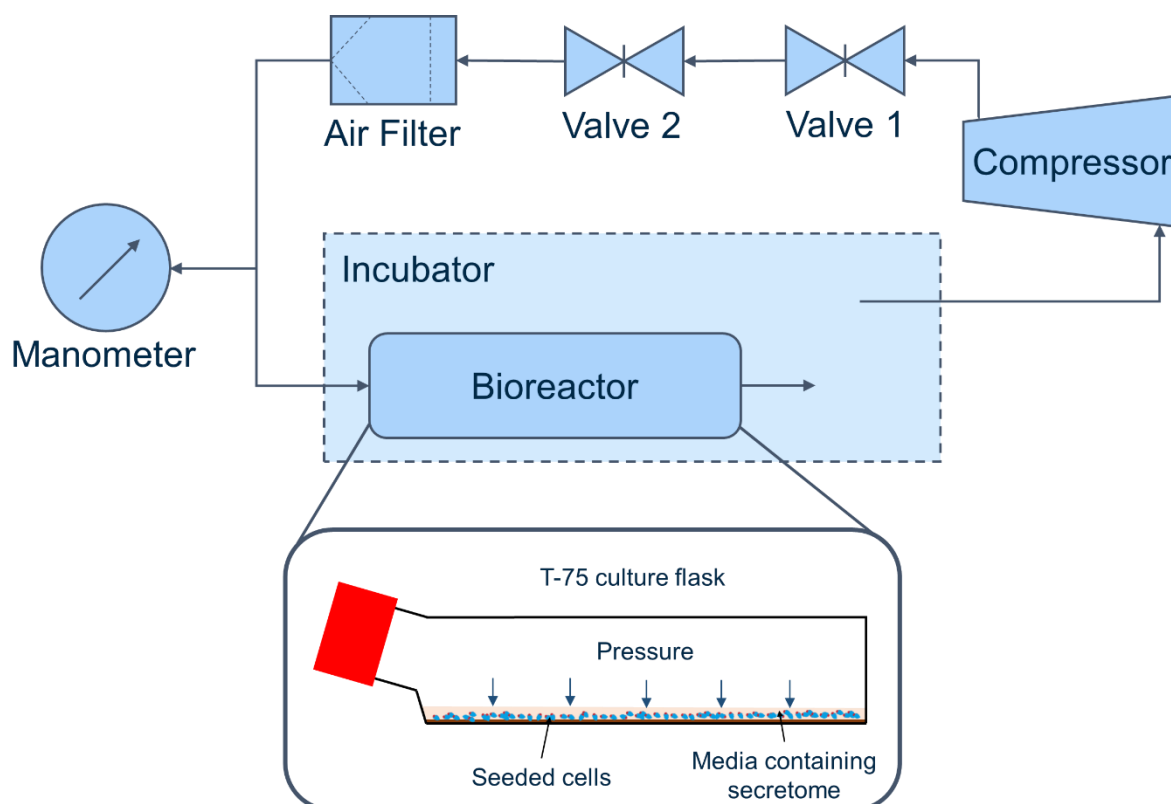 Air Filter
Valve 2
Valve 1
Compressor
Manometer
Incubator
Bioreactor
T-75 culture flask
Pressure
Seeded cells
Media containing
secretome